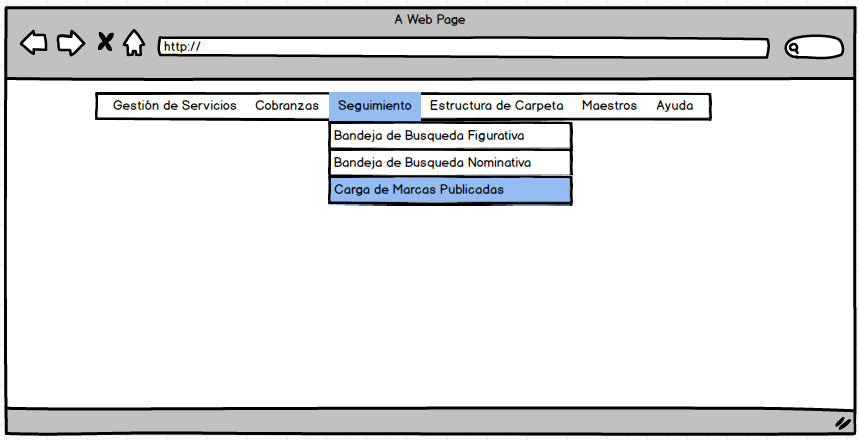 A Web Page
http://
Gestión de Servicios Cobranzas Seguimiento Estructura de Carpeta Maestros Ayuda
Bandeja de Busqueda Figurativa
Bandeja de Busqueda Nominativa
Carga de Marcas Publicadas